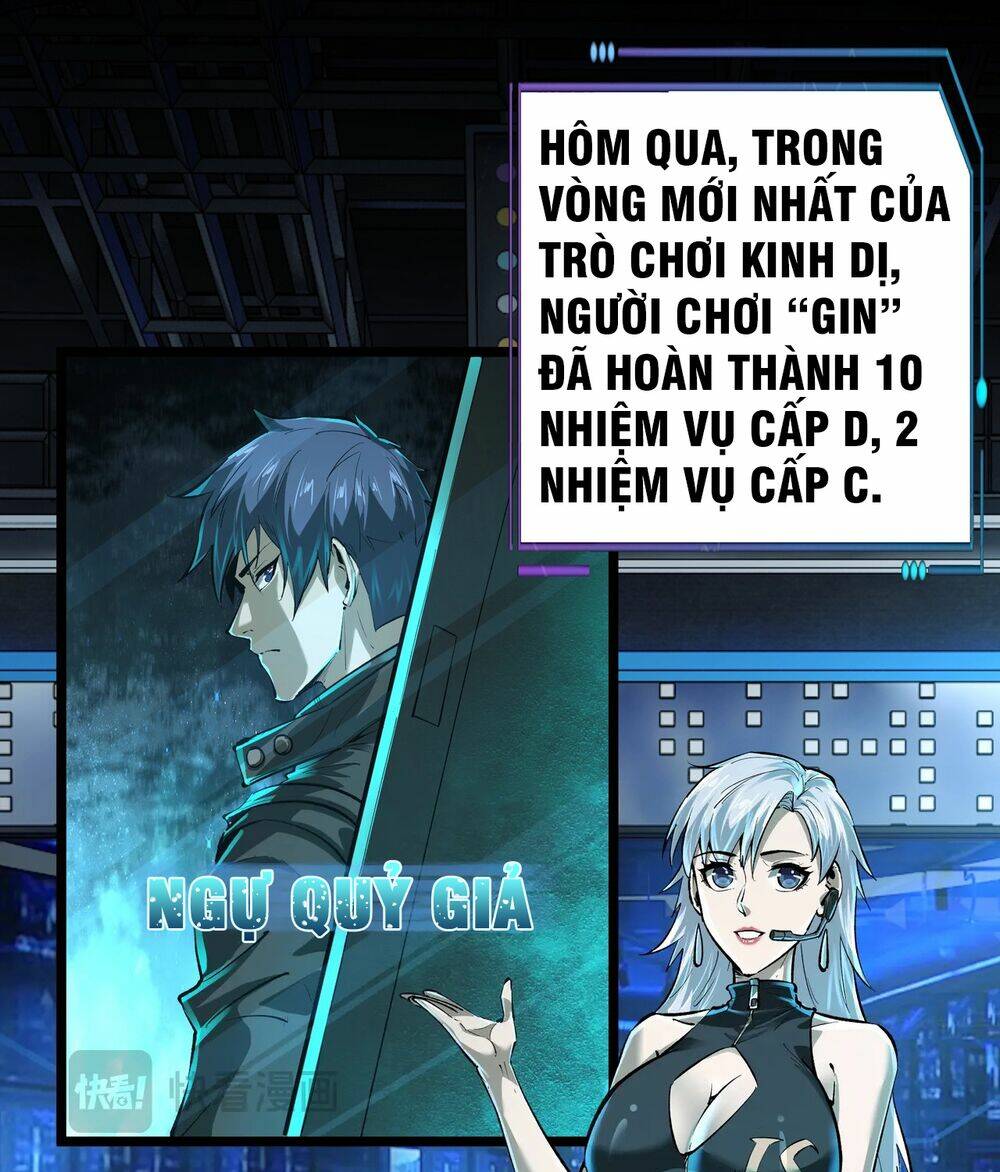 HÔM QUA, TRONG
VÒNG MỚI NHẤT CỦA
TRÒ CHƠI KINH DỊ,
NGƯỜI CHƠI “GIN”
ĐÃ HOÀN THÀNH 10
NHIỆM VỤ CẤP D, 2
NHIỆM VỤ CẤP C.
NGỰ QUỶ GIẢ
快看! 快看漫画